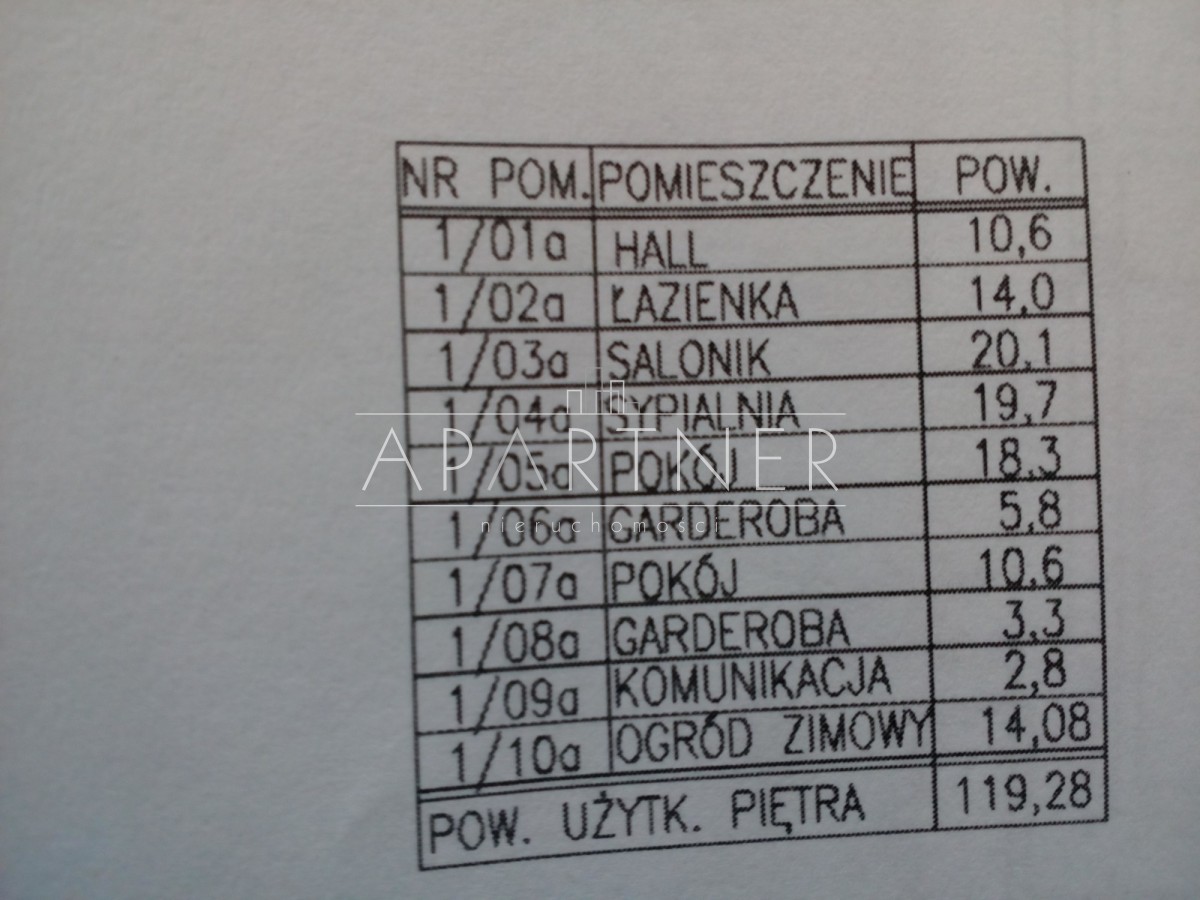 NR POM. POMIESZCZENIE POW.
1/01a HALL 10,6
1/02a ŁAZIENKA 14,0
1/03a SALONIK 20,1
1/04a SYPIALNIA 19,7
1/05a POKÓJ 18,3
1/06a GARDEROBA 5,8
1/07a POKÓJ 10,6
1/08a GARDEROBA 3,3
1/09a KOMUNIKACJA 2,8
1/10a OGRÓD ZIMOWY 14,08
POW. UŻYTK. PIĘTRA 119,28
APARTNER
nieruchomości